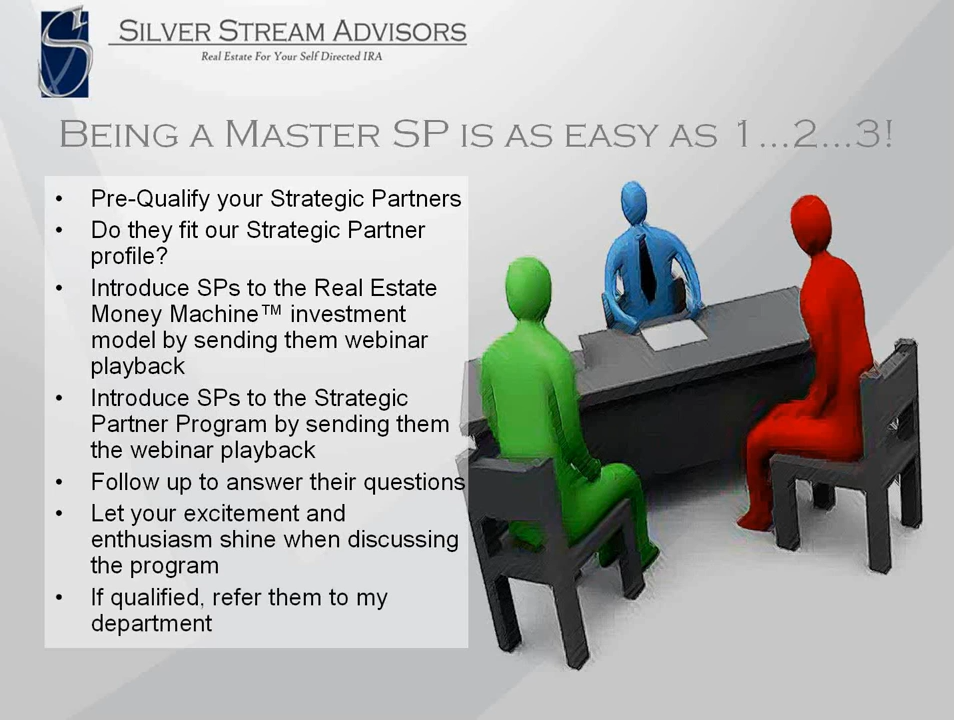 SILVER STREAM ADVISORS
Real Estate For Your Self Directed IRA
BEING A MASTER SP IS AS EASY AS 1...2...3!
• Pre-Qualify your Strategic Partners
• Do they fit our Strategic Partner
profile?
• Introduce SPs to the Real Estate
Money Machine™ investment
model by sending them webinar
playback
• Introduce SPs to the Strategic
Partner Program by sending them
the webinar playback
• Follow up to answer their questions
• Let your excitement and
enthusiasm shine when discussing
the program
• If qualified, refer them to my
department